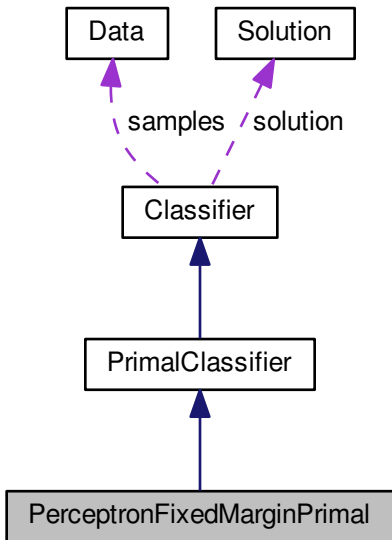 Data
Solution
samples
solution
Classifier
PrimalClassifier
PerceptronFixedMarginPrimal